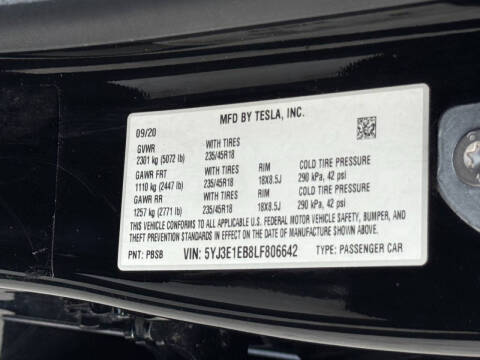 MFD BY TESLA, INC.
09/20
GVWR WITH TIRES
2301 kg (5072 lb) 235/45R18
GAWR FRT WITH TIRES RIM COLD TIRE PRESSURE
1110 kg (2447 lb) 235/45R18 18X8.5J 290 kPa, 42 psi
GAWR RR WITH TIRES RIM COLD TIRE PRESSURE
1257 kg (2771 lb) 235/45R18 18X8.5J 290 kPa, 42 psi
THIS VEHICLE CONFORMS TO ALL APPLICABLE U.S. FEDERAL MOTOR VEHICLE SAFETY, BUMPER, AND
THEFT PREVENTION STANDARDS IN EFFECT ON THE DATE OF MANUFACTURE SHOWN ABOVE.
PNT: PBSB VIN: 5YJ3E1EB8LF806642 TYPE: PASSENGER CAR